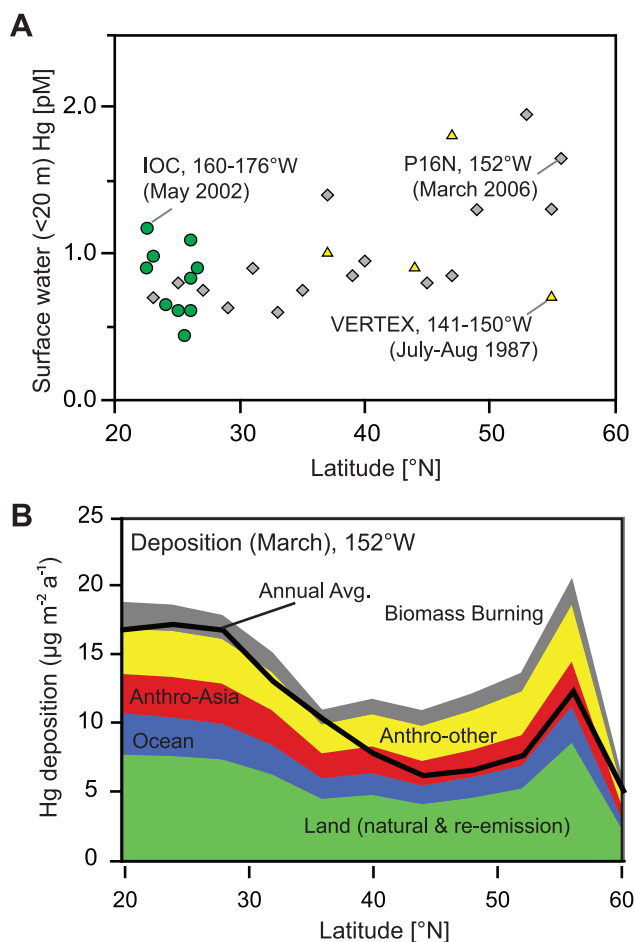 A
Surface water (<20 m) Hg [pM]
2.0
1.0
0.0
IOC, 160-176°W
(May 2002)
P16N, 152°W
(March 2006)
VERTEX, 141-150°W
(July-Aug 1987)
20 30 40 50 60
Latitude [°N]
B
Hg deposition (µg m⁻² a⁻¹)
25
20
15
10
5
0
Deposition (March), 152°W
Annual Avg.
Biomass Burning
Anthro-Asia
Anthro-other
Ocean
Land (natural & re-emission)
20 30 40 50 60
Latitude [°N]